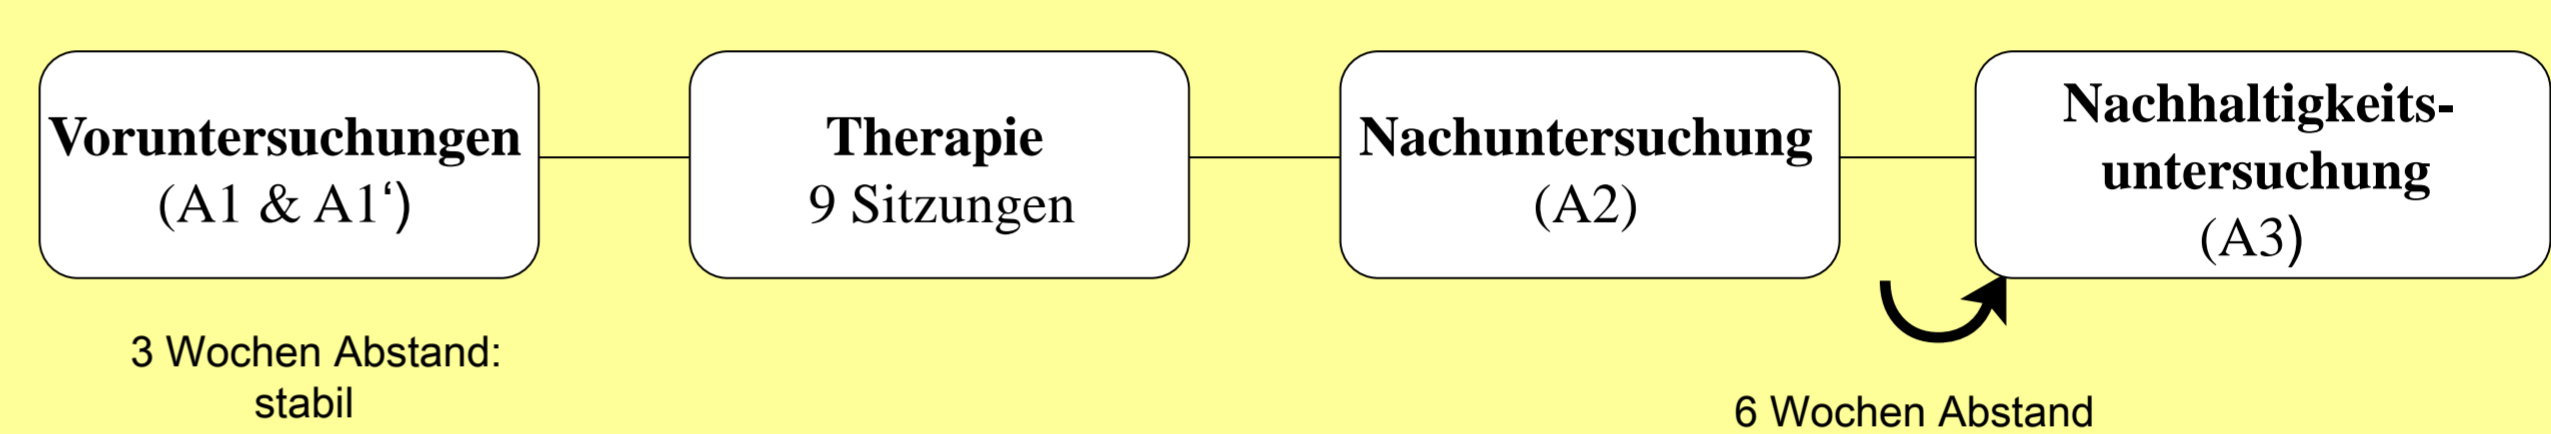 Voruntersuchungen
(A1 & A1‘)
Therapie
9 Sitzungen
Nachuntersuchung
(A2)
Nachhaltigkeits-
untersuchung
(A3)
3 Wochen Abstand:
stabil
6 Wochen Abstand